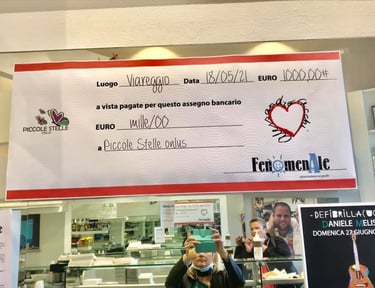 Luogo Viareggio Data 18/05/21 EURO 1000,00#
a vista pagate per questo assegno bancario
EURO mille/00
a Piccole Stelle onlus
PICCOLE STELLE
FenomenAle
DEFIBRILLA
DANIELE MELIS
DOMENICA 27 GIUGNO